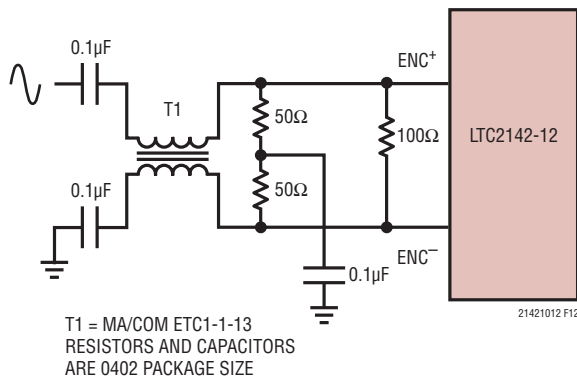 0.1µF
ENC+
T1
50Ω
100Ω
LTC2142-12
0.1µF
50Ω
ENC–
0.1µF
21421012 F12
T1 = MA/COM ETC1-1-13
RESISTORS AND CAPACITORS
ARE 0402 PACKAGE SIZE